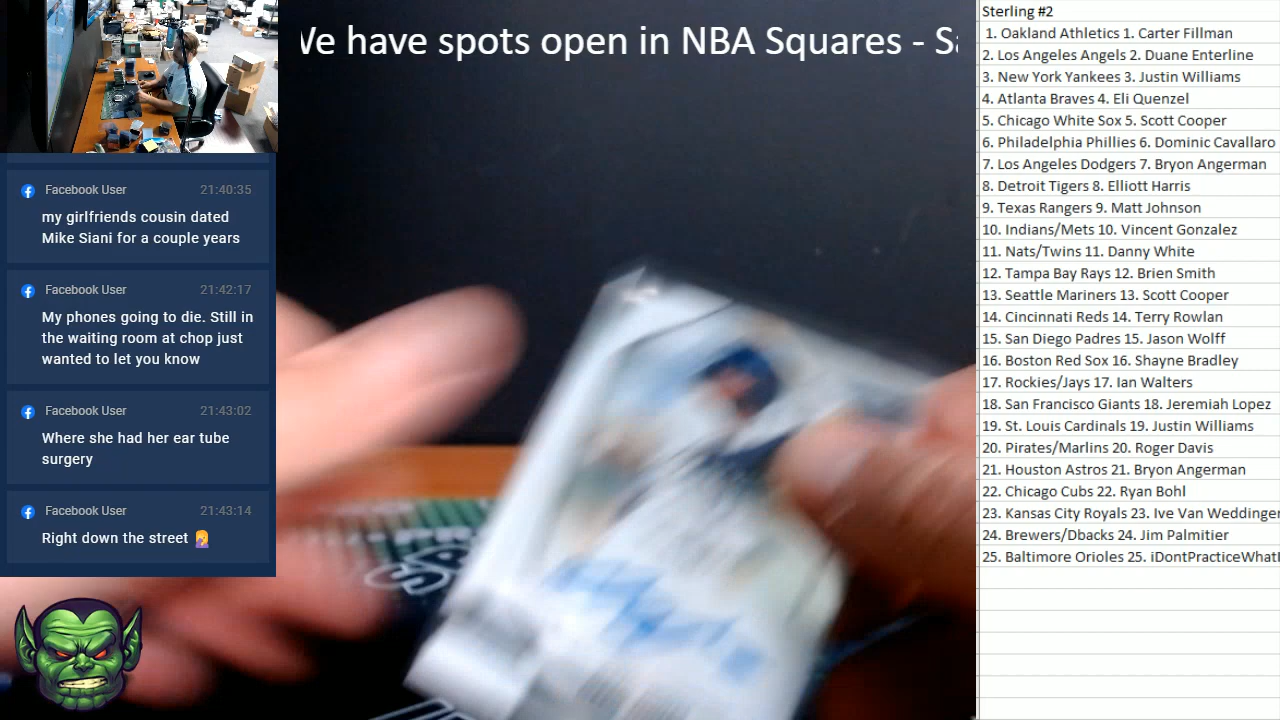 We have spots open in NBA Squares - Sa
Facebook User 21:40:35
my girlfriends cousin dated
Mike Siani for a couple years
Facebook User 21:42:17
My phones going to die. Still in
the waiting room at chop just
wanted to let you know
Facebook User 21:43:02
Where she had her ear tube
surgery
Facebook User 21:43:14
Right down the street 🤦‍♀️
Sterling #2
1. Oakland Athletics 1. Carter Fillman
2. Los Angeles Angels 2. Duane Enterline
3. New York Yankees 3. Justin Williams
4. Atlanta Braves 4. Eli Quenzel
5. Chicago White Sox 5. Scott Cooper
6. Philadelphia Phillies 6. Dominic Cavallaro
7. Los Angeles Dodgers 7. Bryon Angerman
8. Detroit Tigers 8. Elliott Harris
9. Texas Rangers 9. Matt Johnson
10. Indians/Mets 10. Vincent Gonzalez
11. Nats/Twins 11. Danny White
12. Tampa Bay Rays 12. Brien Smith
13. Seattle Mariners 13. Scott Cooper
14. Cincinnati Reds 14. Terry Rowlan
15. San Diego Padres 15. Jason Wolff
16. Boston Red Sox 16. Shayne Bradley
17. Rockies/Jays 17. Ian Walters
18. San Francisco Giants 18. Jeremiah Lopez
19. St. Louis Cardinals 19. Justin Williams
20. Pirates/Marlins 20. Roger Davis
21. Houston Astros 21. Bryon Angerman
22. Chicago Cubs 22. Ryan Bohl
23. Kansas City Royals 23. Ive Van Weddinger
24. Brewers/Dbacks 24. Jim Palmitier
25. Baltimore Orioles 25. iDontPracticeWhatI